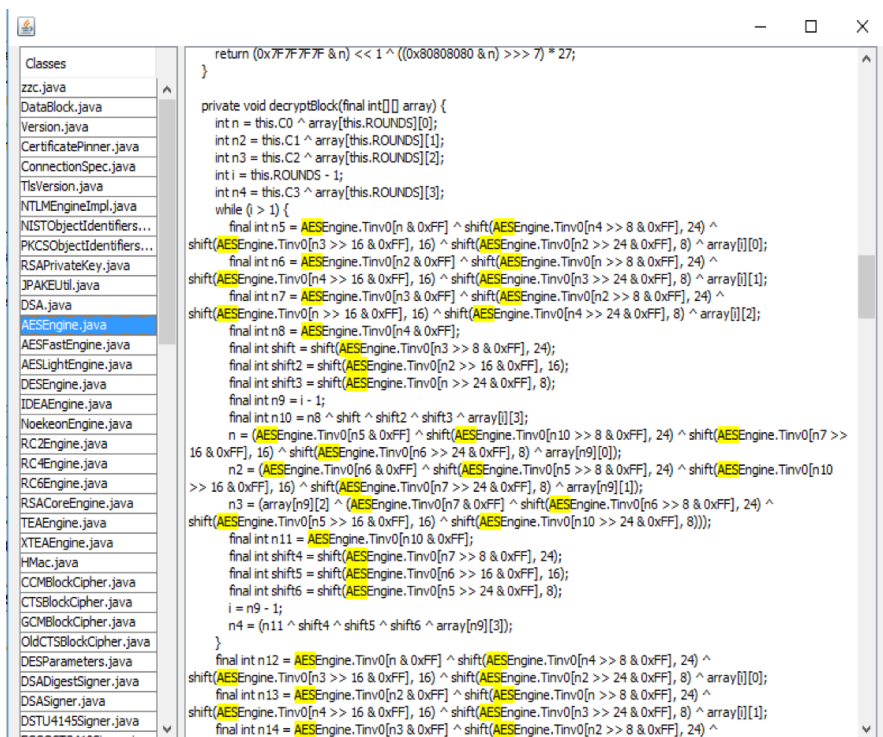 Classes
zzc.java
DataBlock.java
Version.java
CertificatePinner.java
ConnectionSpec.java
TlsVersion.java
NTLMEngineImpl.java
NISTObjectIdentifiers...
PKCSObjectIdentifiers...
RSAPrivateKey.java
JPAKEUtil.java
DSA.java
AESEngine.java
AESFastEngine.java
AESLightEngine.java
DESEngine.java
IDEAEngine.java
NoekeonEngine.java
RC2Engine.java
RC4Engine.java
RC6Engine.java
RSACoreEngine.java
TEAEngine.java
XTEAEngine.java
HMac.java
CCMBlockCipher.java
CTSBlockCipher.java
GCMBlockCipher.java
OldCTSBlockCipher.java
DESParameters.java
DSADigestSigner.java
DSASigner.java
DSTU4145Signer.java
return (0x7F7F7F7F & n) << 1 ^ ((0x80808080 & n) >>> 7) * 27;
}
private void decryptBlock(final int[][] array) {
int n = this.C0 ^ array[this.ROUNDS][0];
int n2 = this.C1 ^ array[this.ROUNDS][1];
int n3 = this.C2 ^ array[this.ROUNDS][2];
int i = this.ROUNDS - 1;
int n4 = this.C3 ^ array[this.ROUNDS][3];
while (i > 1) {
final int n5 = AESEngine.Tinv0[n & 0xFF] ^ shift(AESEngine.Tinv0[n4 >> 8 & 0xFF], 24) ^
shift(AESEngine.Tinv0[n3 >> 16 & 0xFF], 16) ^ shift(AESEngine.Tinv0[n2 >> 24 & 0xFF], 8) ^ array[i][0];
final int n6 = AESEngine.Tinv0[n2 & 0xFF] ^ shift(AESEngine.Tinv0[n >> 8 & 0xFF], 24) ^
shift(AESEngine.Tinv0[n4 >> 16 & 0xFF], 16) ^ shift(AESEngine.Tinv0[n3 >> 24 & 0xFF], 8) ^ array[i][1];
final int n7 = AESEngine.Tinv0[n3 & 0xFF] ^ shift(AESEngine.Tinv0[n2 >> 8 & 0xFF], 24) ^
shift(AESEngine.Tinv0[n >> 16 & 0xFF], 16) ^ shift(AESEngine.Tinv0[n4 >> 24 & 0xFF], 8) ^ array[i][2];
final int n8 = AESEngine.Tinv0[n4 & 0xFF];
final int shift = shift(AESEngine.Tinv0[n3 >> 8 & 0xFF], 24);
final int shift2 = shift(AESEngine.Tinv0[n2 >> 16 & 0xFF], 16);
final int shift3 = shift(AESEngine.Tinv0[n >> 24 & 0xFF], 8);
final int n9 = i - 1;
final int n10 = n8 ^ shift ^ shift2 ^ shift3 ^ array[i][3];
n = (AESEngine.Tinv0[n5 & 0xFF] ^ shift(AESEngine.Tinv0[n10 >> 8 & 0xFF], 24) ^ shift(AESEngine.Tinv0[n7 >>
16 & 0xFF], 16) ^ shift(AESEngine.Tinv0[n6 >> 24 & 0xFF], 8) ^ array[n9][0]);
n2 = (AESEngine.Tinv0[n6 & 0xFF] ^ shift(AESEngine.Tinv0[n5 >> 8 & 0xFF], 24) ^ shift(AESEngine.Tinv0[n10
>> 16 & 0xFF], 16) ^ shift(AESEngine.Tinv0[n7 >> 24 & 0xFF], 8) ^ array[n9][1]);
n3 = (array[n9][2] ^ (AESEngine.Tinv0[n7 & 0xFF] ^ shift(AESEngine.Tinv0[n6 >> 8 & 0xFF], 24) ^
shift(AESEngine.Tinv0[n5 >> 16 & 0xFF], 16) ^ shift(AESEngine.Tinv0[n10 >> 24 & 0xFF], 8)));
final int n11 = AESEngine.Tinv0[n10 & 0xFF];
final int shift4 = shift(AESEngine.Tinv0[n7 >> 8 & 0xFF], 24);
final int shift5 = shift(AESEngine.Tinv0[n6 >> 16 & 0xFF], 16);
final int shift6 = shift(AESEngine.Tinv0[n5 >> 24 & 0xFF], 8);
i = n9 - 1;
n4 = (n11 ^ shift4 ^ shift5 ^ shift6 ^ array[n9][3]);
}
final int n12 = AESEngine.Tinv0[n & 0xFF] ^ shift(AESEngine.Tinv0[n4 >> 8 & 0xFF], 24) ^
shift(AESEngine.Tinv0[n3 >> 16 & 0xFF], 16) ^ shift(AESEngine.Tinv0[n2 >> 24 & 0xFF], 8) ^ array[i][0];
final int n13 = AESEngine.Tinv0[n2 & 0xFF] ^ shift(AESEngine.Tinv0[n >> 8 & 0xFF], 24) ^
shift(AESEngine.Tinv0[n4 >> 16 & 0xFF], 16) ^ shift(AESEngine.Tinv0[n3 >> 24 & 0xFF], 8) ^ array[i][1];
final int n14 = AESEngine.Tinv0[n3 & 0xFF] ^ shift(AESEngine.Tinv0[n2 >> 8 & 0xFF], 24) ^